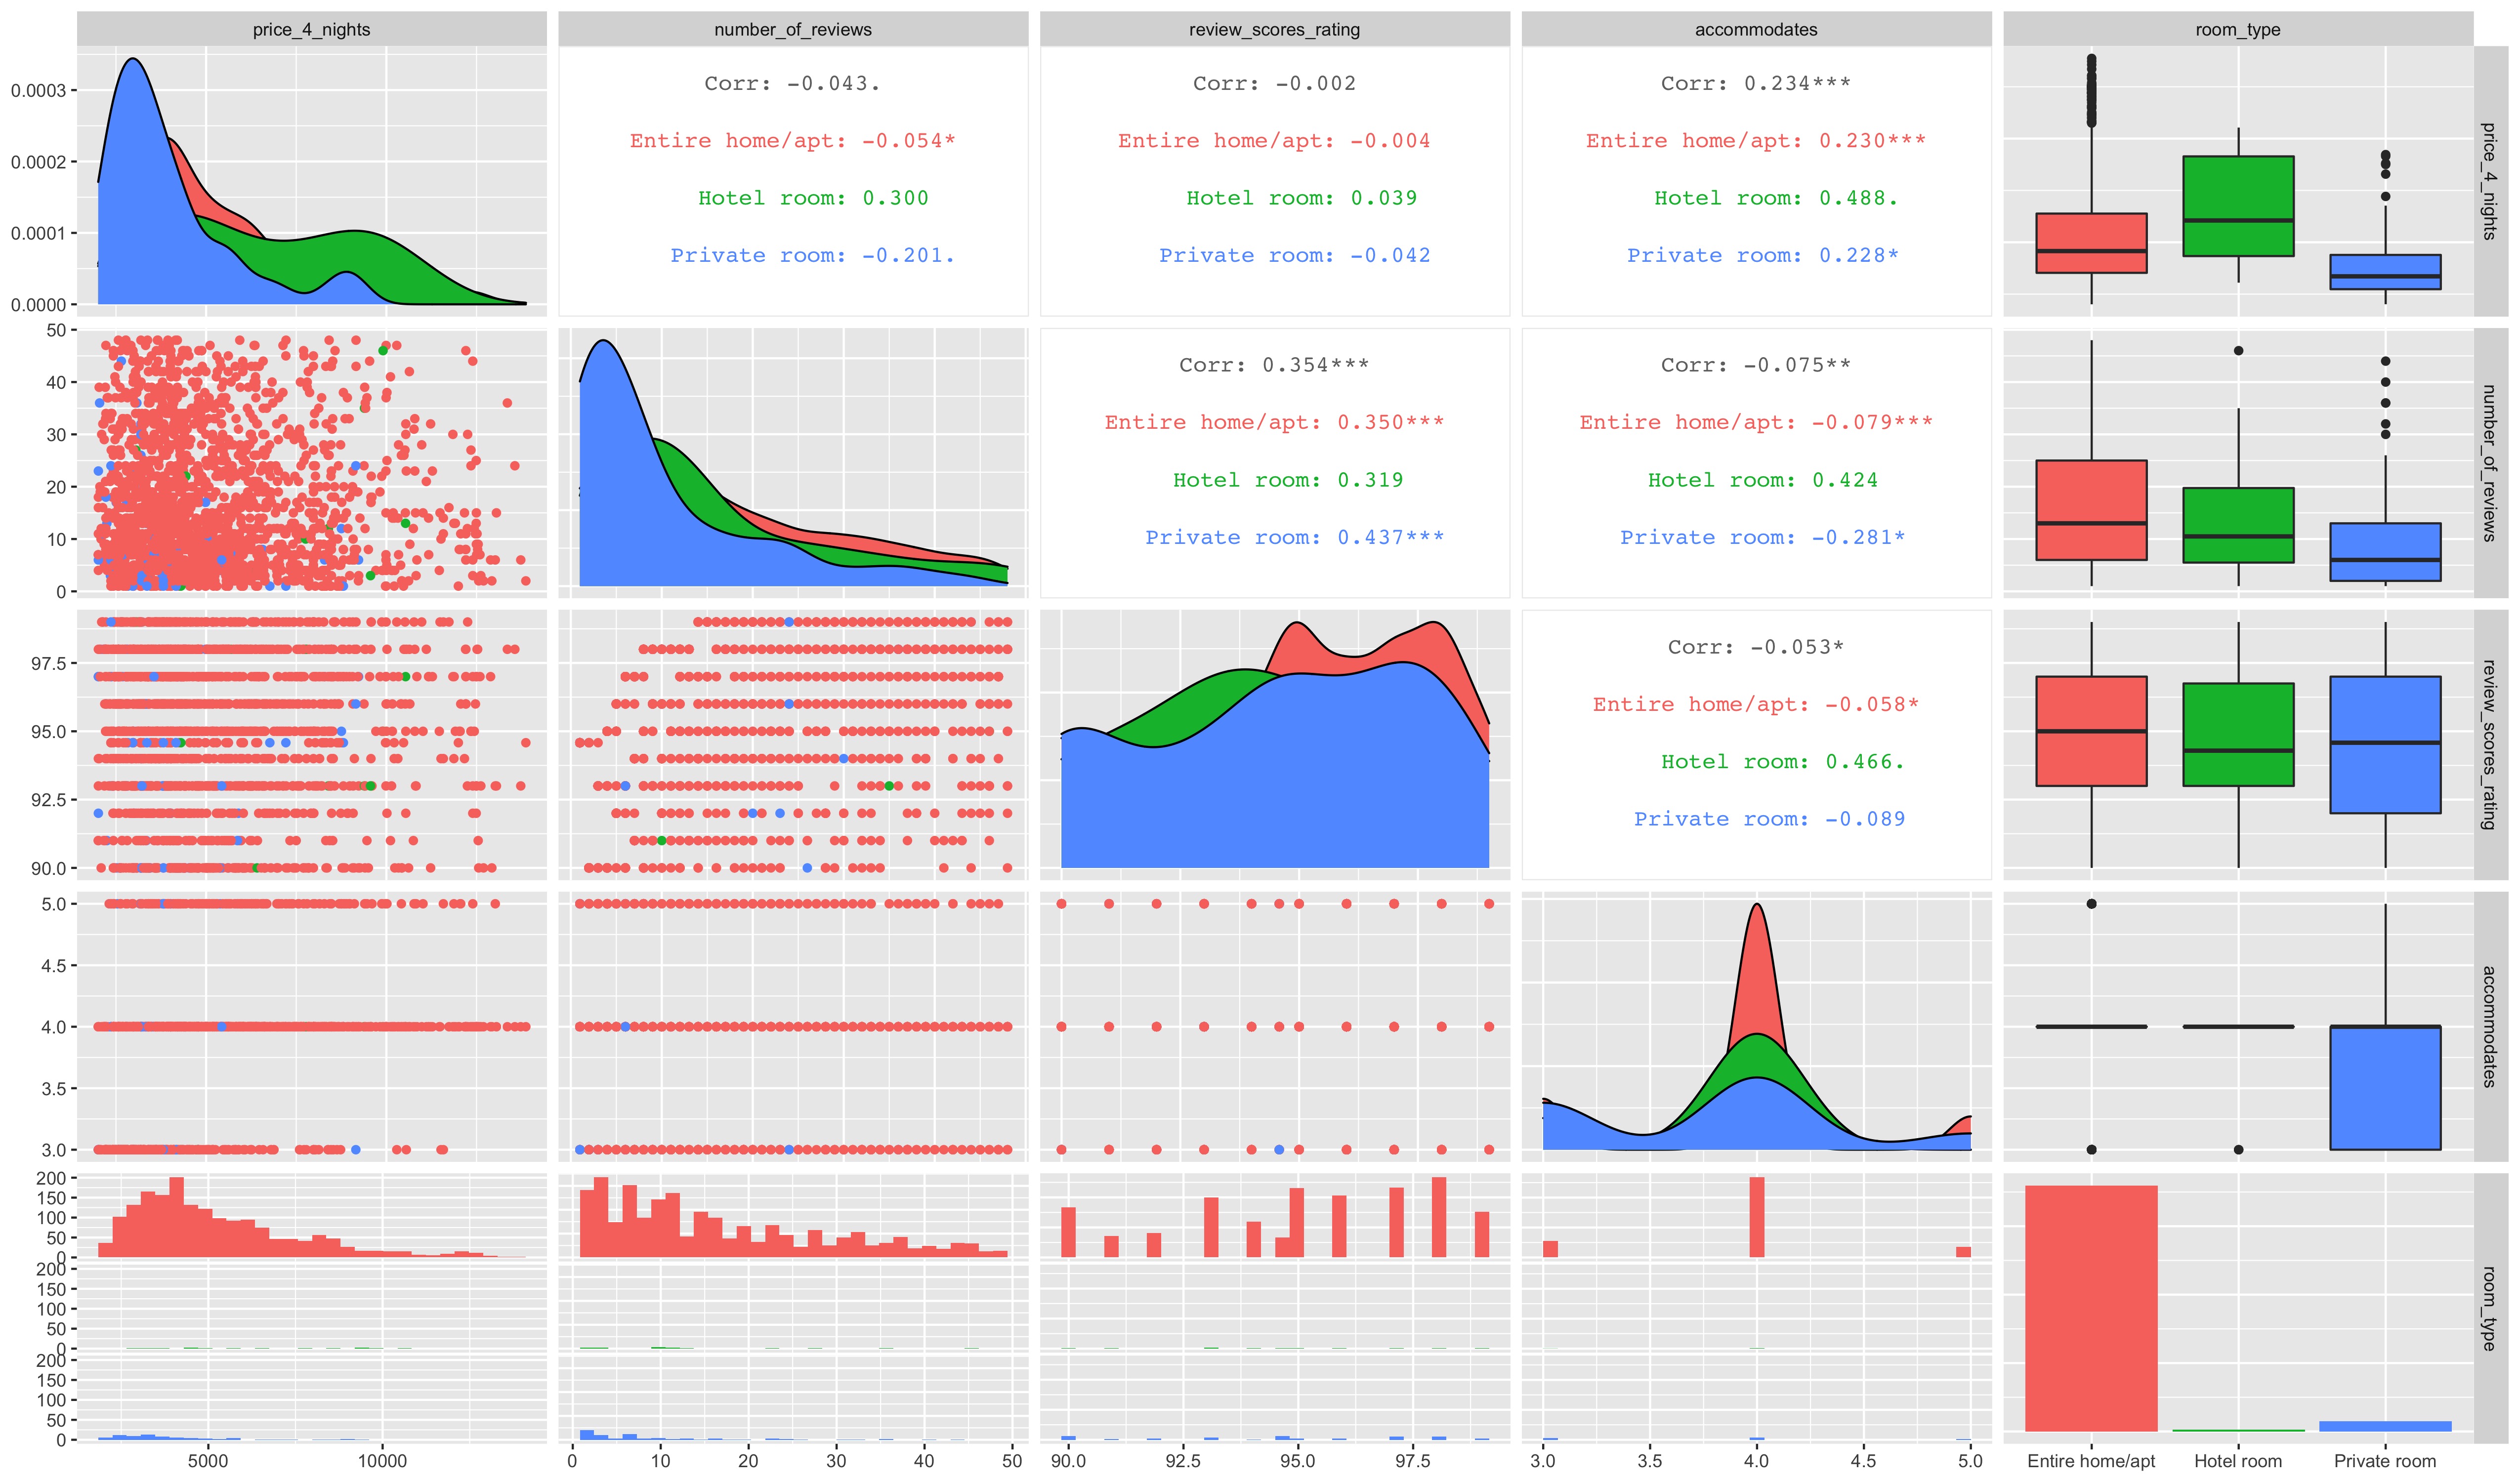 price_4_nights
number_of_reviews
review_scores_rating
accommodates
room_type
0.0003
0.0002
0.0001
0.0000
Corr: -0.043.
Entire home/apt: -0.054*
Hotel room: 0.300
Private room: -0.201.
Corr: -0.002
Entire home/apt: -0.004
Hotel room: 0.039
Private room: -0.042
Corr: 0.234***
Entire home/apt: 0.230***
Hotel room: 0.488.
Private room: 0.228*
price_4_nights
50
40
30
20
10
0
Corr: 0.354***
Entire home/apt: 0.350***
Hotel room: 0.319
Private room: 0.437***
Corr: -0.075**
Entire home/apt: -0.079***
Hotel room: 0.424
Private room: -0.281*
number_of_reviews
97.5
95.0
92.5
90.0
Corr: -0.053*
Entire home/apt: -0.058*
Hotel room: 0.466.
Private room: -0.089
review_scores_rating
5.0
4.5
4.0
3.5
3.0
accommodates
200
150
100
50
0
200
150
100
50
0
200
150
100
50
0
room_type
5000
10000
0
10
20
30
40
50
90.0
92.5
95.0
97.5
3.0
3.5
4.0
4.5
5.0
Entire home/apt
Hotel room
Private room